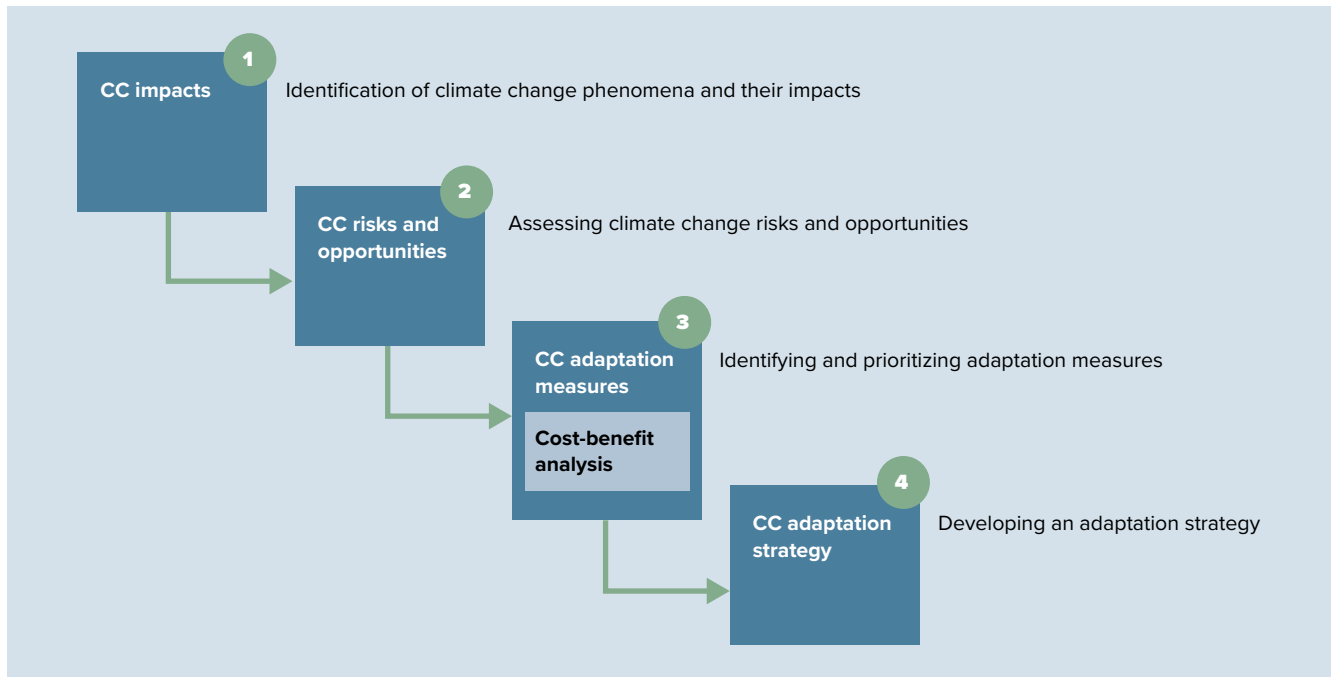 1
CC impacts
Identification of climate change phenomena and their impacts
2
CC risks and
opportunities
Assessing climate change risks and opportunities
3
CC adaptation
measures
Identifying and prioritizing adaptation measures
Cost-benefit
analysis
4
CC adaptation
strategy
Developing an adaptation strategy